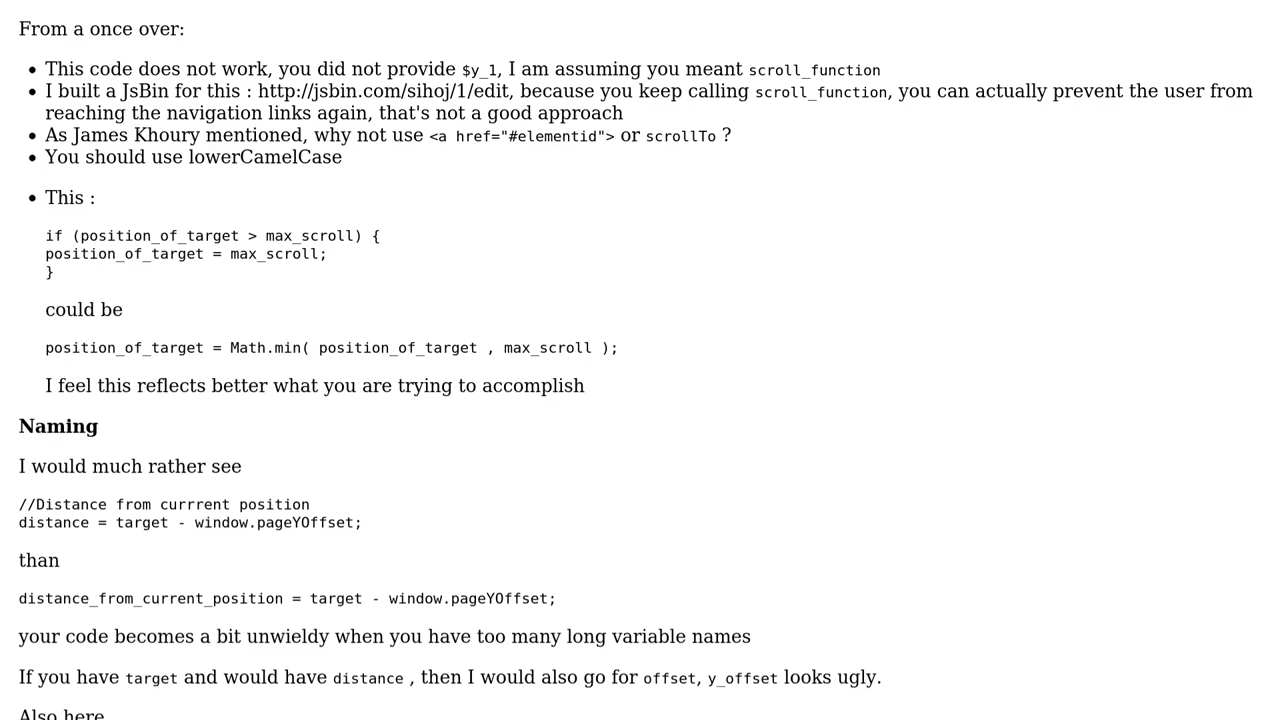 From a once over:
This code does not work, you did not provide $y_1, I am assuming you meant scroll_function
I built a JsBin for this : http://jsbin.com/sihoj/1/edit, because you keep calling scroll_function, you can actually prevent the user from
reaching the navigation links again, that's not a good approach
As James Khoury mentioned, why not use <a href="#elementid"> or scrollTo ?
You should use lowerCamelCase
This :
if (position_of_target > max_scroll) {
position_of_target = max_scroll;
}
could be
position_of_target = Math.min( position_of_target , max_scroll );
I feel this reflects better what you are trying to accomplish
Naming
I would much rather see
//Distance from currrent position
distance = target - window.pageYOffset;
than
distance_from_current_position = target - window.pageYOffset;
your code becomes a bit unwieldy when you have too many long variable names
If you have target and would have distance , then I would also go for offset, y_offset looks ugly.
Also here